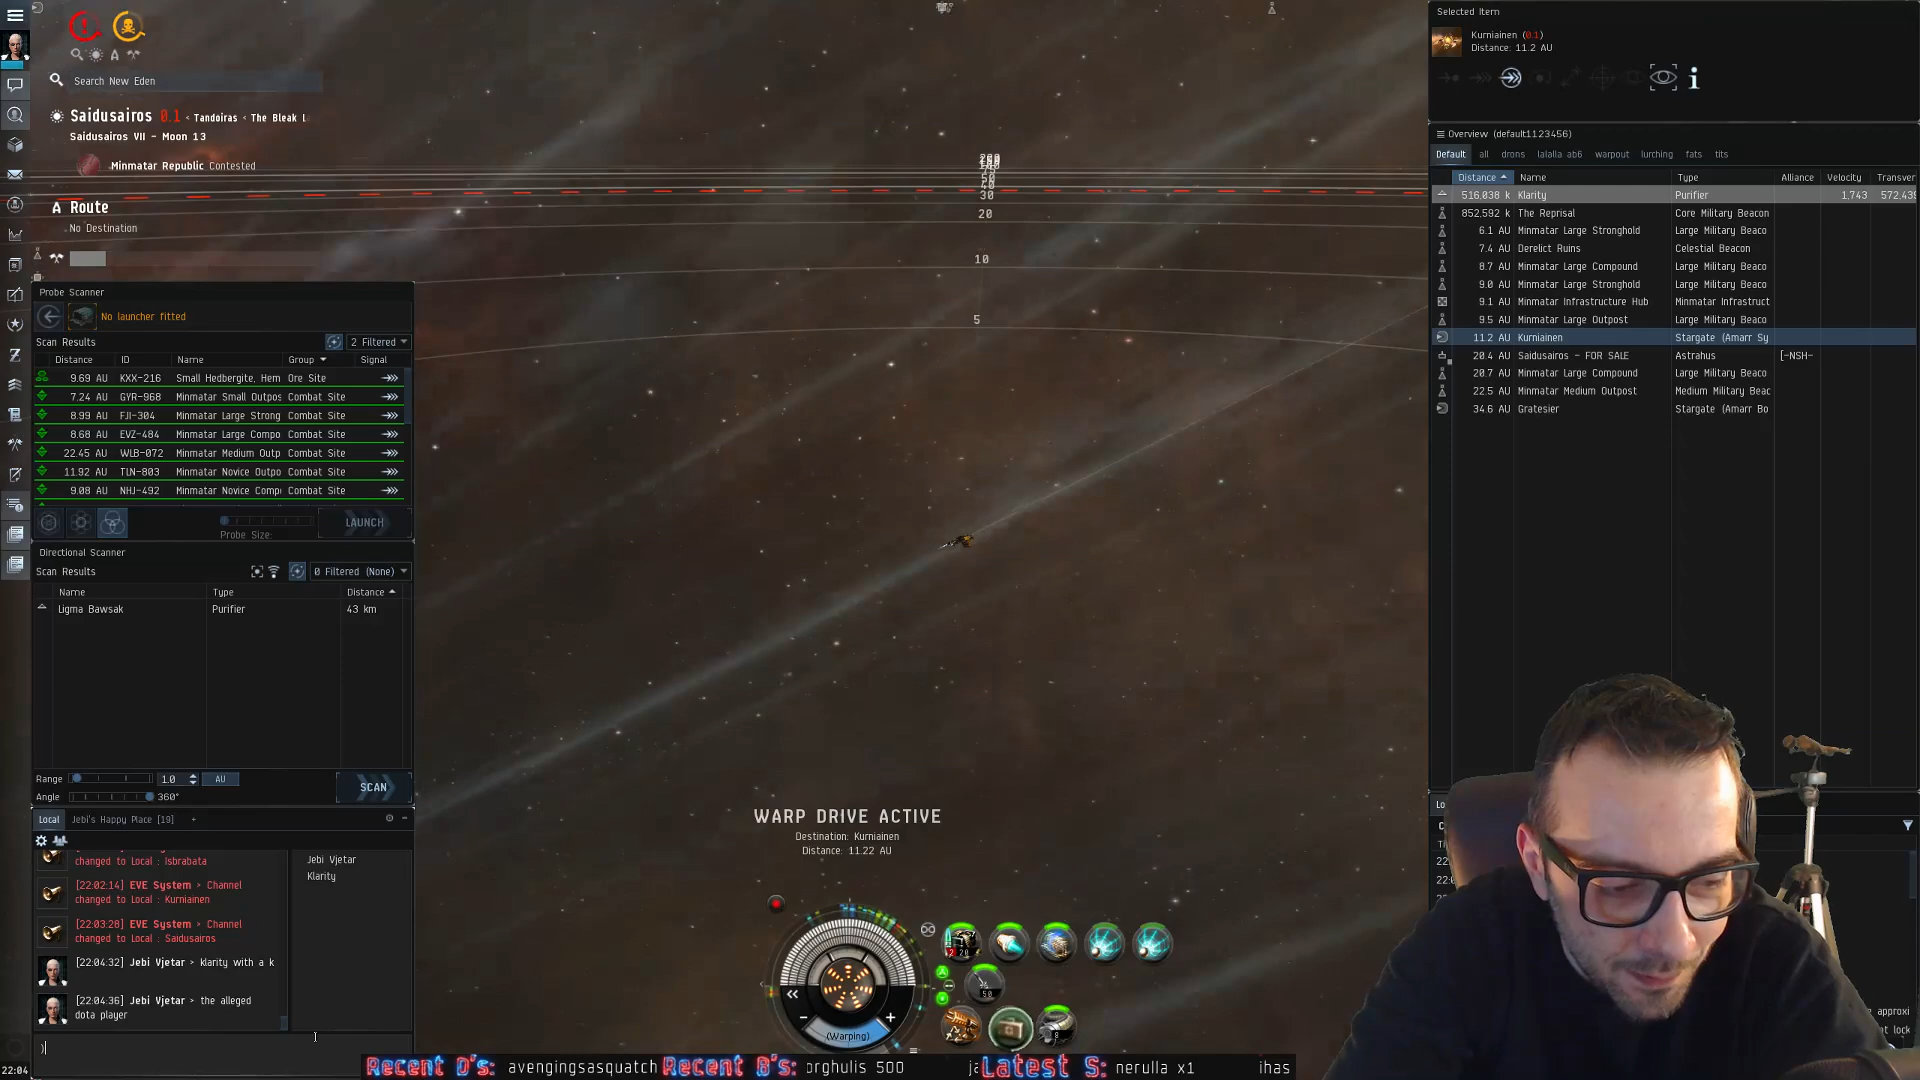 Search New Eden
Saidusairos 0.1 < Tandoiras < The Bleak L
Saidusairos VII - Moon 13
Minmatar Republic Contested
Route
No Destination
Probe Scanner
No launcher fitted
Scan Results
2 Filtered
Distance ID Name Group Signal
9.69 AU KXX-216 Small Hedbergite, Hem Ore Site
7.24 AU GYR-968 Minmatar Small Outpos Combat Site
8.99 AU FJI-304 Minmatar Large Strong Combat Site
8.68 AU EVZ-484 Minmatar Large Compo Combat Site
22.45 AU WLB-072 Minmatar Medium Outp Combat Site
11.92 AU TLN-803 Minmatar Novice Outpo Combat Site
9.08 AU NHJ-492 Minmatar Novice Comp Combat Site
Probe Size:
LAUNCH
Directional Scanner
Scan Results
0 Filtered (None)
Name Type Distance
Ligma Bawsak Purifier 43 km
Range 1.0 AU
Angle 360°
SCAN
Local Jebi's Happy Place [19] +
changed to Local : Isbrabata
[22:02:14] EVE System > Channel
changed to Local : Kurniainen
[22:03:28] EVE System > Channel
changed to Local : Saidusairos
[22:04:32] Jebi Vjetar > klarity with a k
[22:04:36] Jebi Vjetar > the alleged
dota player
Jebi Vjetar
Klarity
22:04
50
40
30
20
10
5
WARP DRIVE ACTIVE
Destination: Kurniainen
Distance: 11.22 AU
(Warping)
50
8
Recent D's: avengingsasquatch Recent B's: orghulis 500 Latest S: nerulla x1 ihas
Selected Item
Kurniainen (0.1)
Distance: 11.2 AU
Overview (default1123456)
Default all drons lalalla ab6 warpout lurching fats tits
Distance Name Type Alliance Velocity Transver
516.038 k Klarity Purifier 1,743 572.439
852.592 k The Reprisal Core Military Beacon
6.1 AU Minmatar Large Stronghold Large Military Beaco
7.4 AU Derelict Ruins Celestial Beacon
8.7 AU Minmatar Large Compound Large Military Beaco
9.0 AU Minmatar Large Stronghold Large Military Beaco
9.1 AU Minmatar Infrastructure Hub Minmatar Infrastruct
9.5 AU Minmatar Large Outpost Large Military Beaco
11.2 AU Kurniainen Stargate (Amarr Sy
20.4 AU Saidusairos - FOR SALE Astrahus [-NSH-
20.7 AU Minmatar Large Compound Large Military Beaco
22.5 AU Minmatar Medium Outpost Medium Military Beac
34.6 AU Gratesier Stargate (Amarr Bo
Lo
approxi
t lock